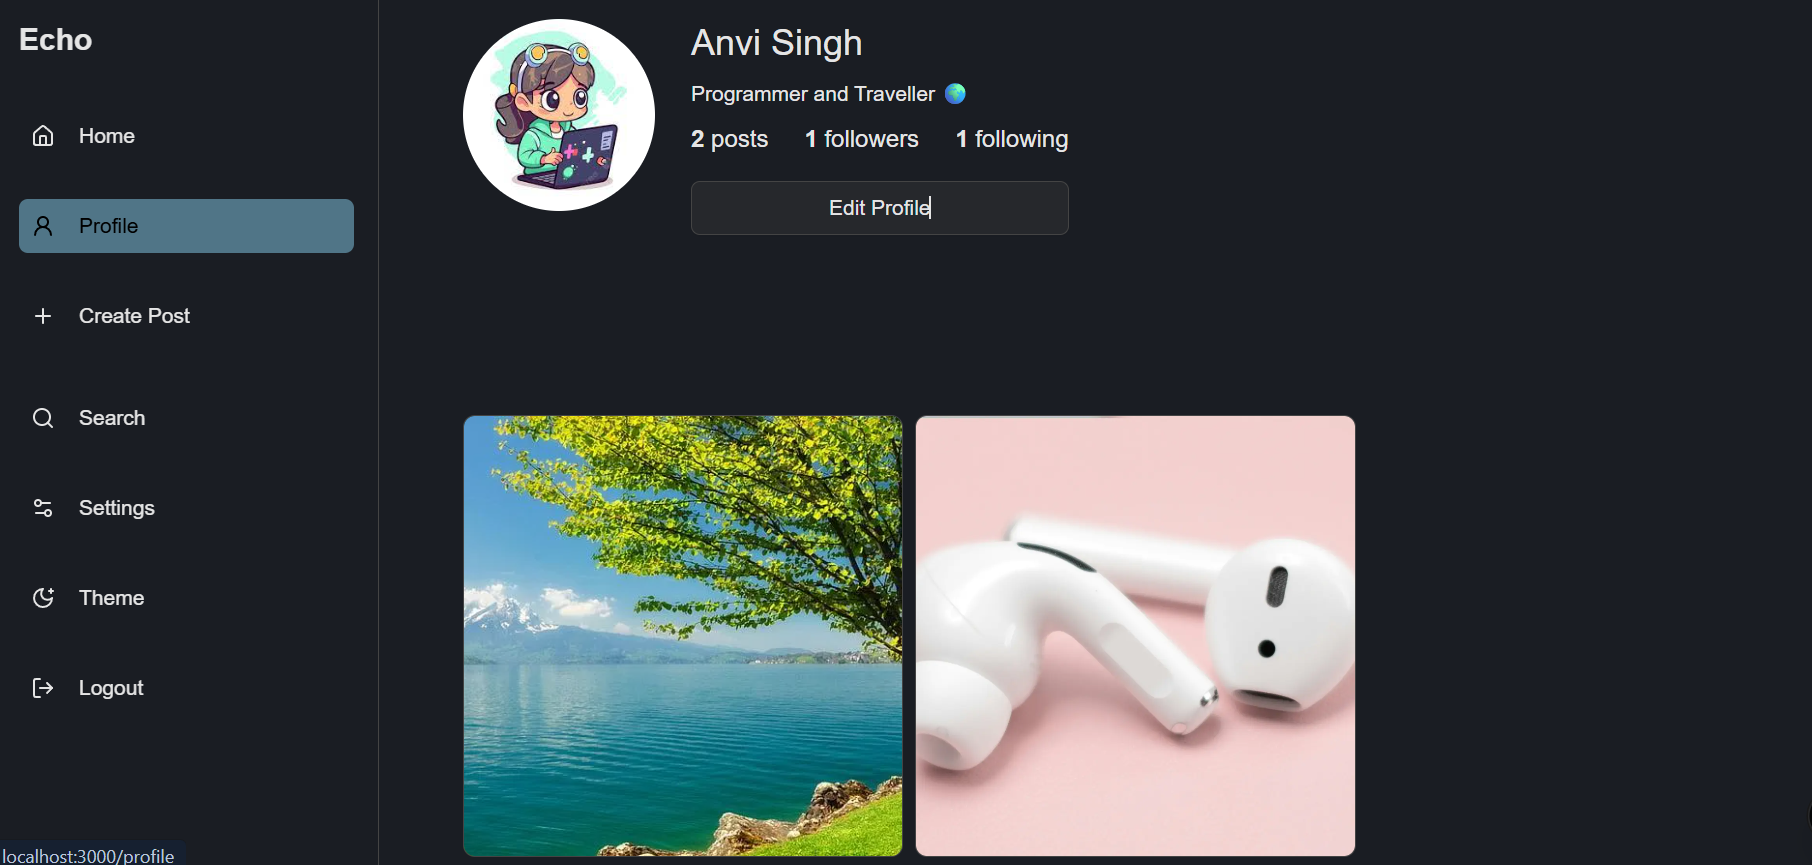 Echo
Home
Profile
Create Post
Search
Settings
Theme
Logout
Anvi Singh
Programmer and Traveller 🌍
2 posts 1 followers 1 following
Edit Profile
localhost:3000/profile